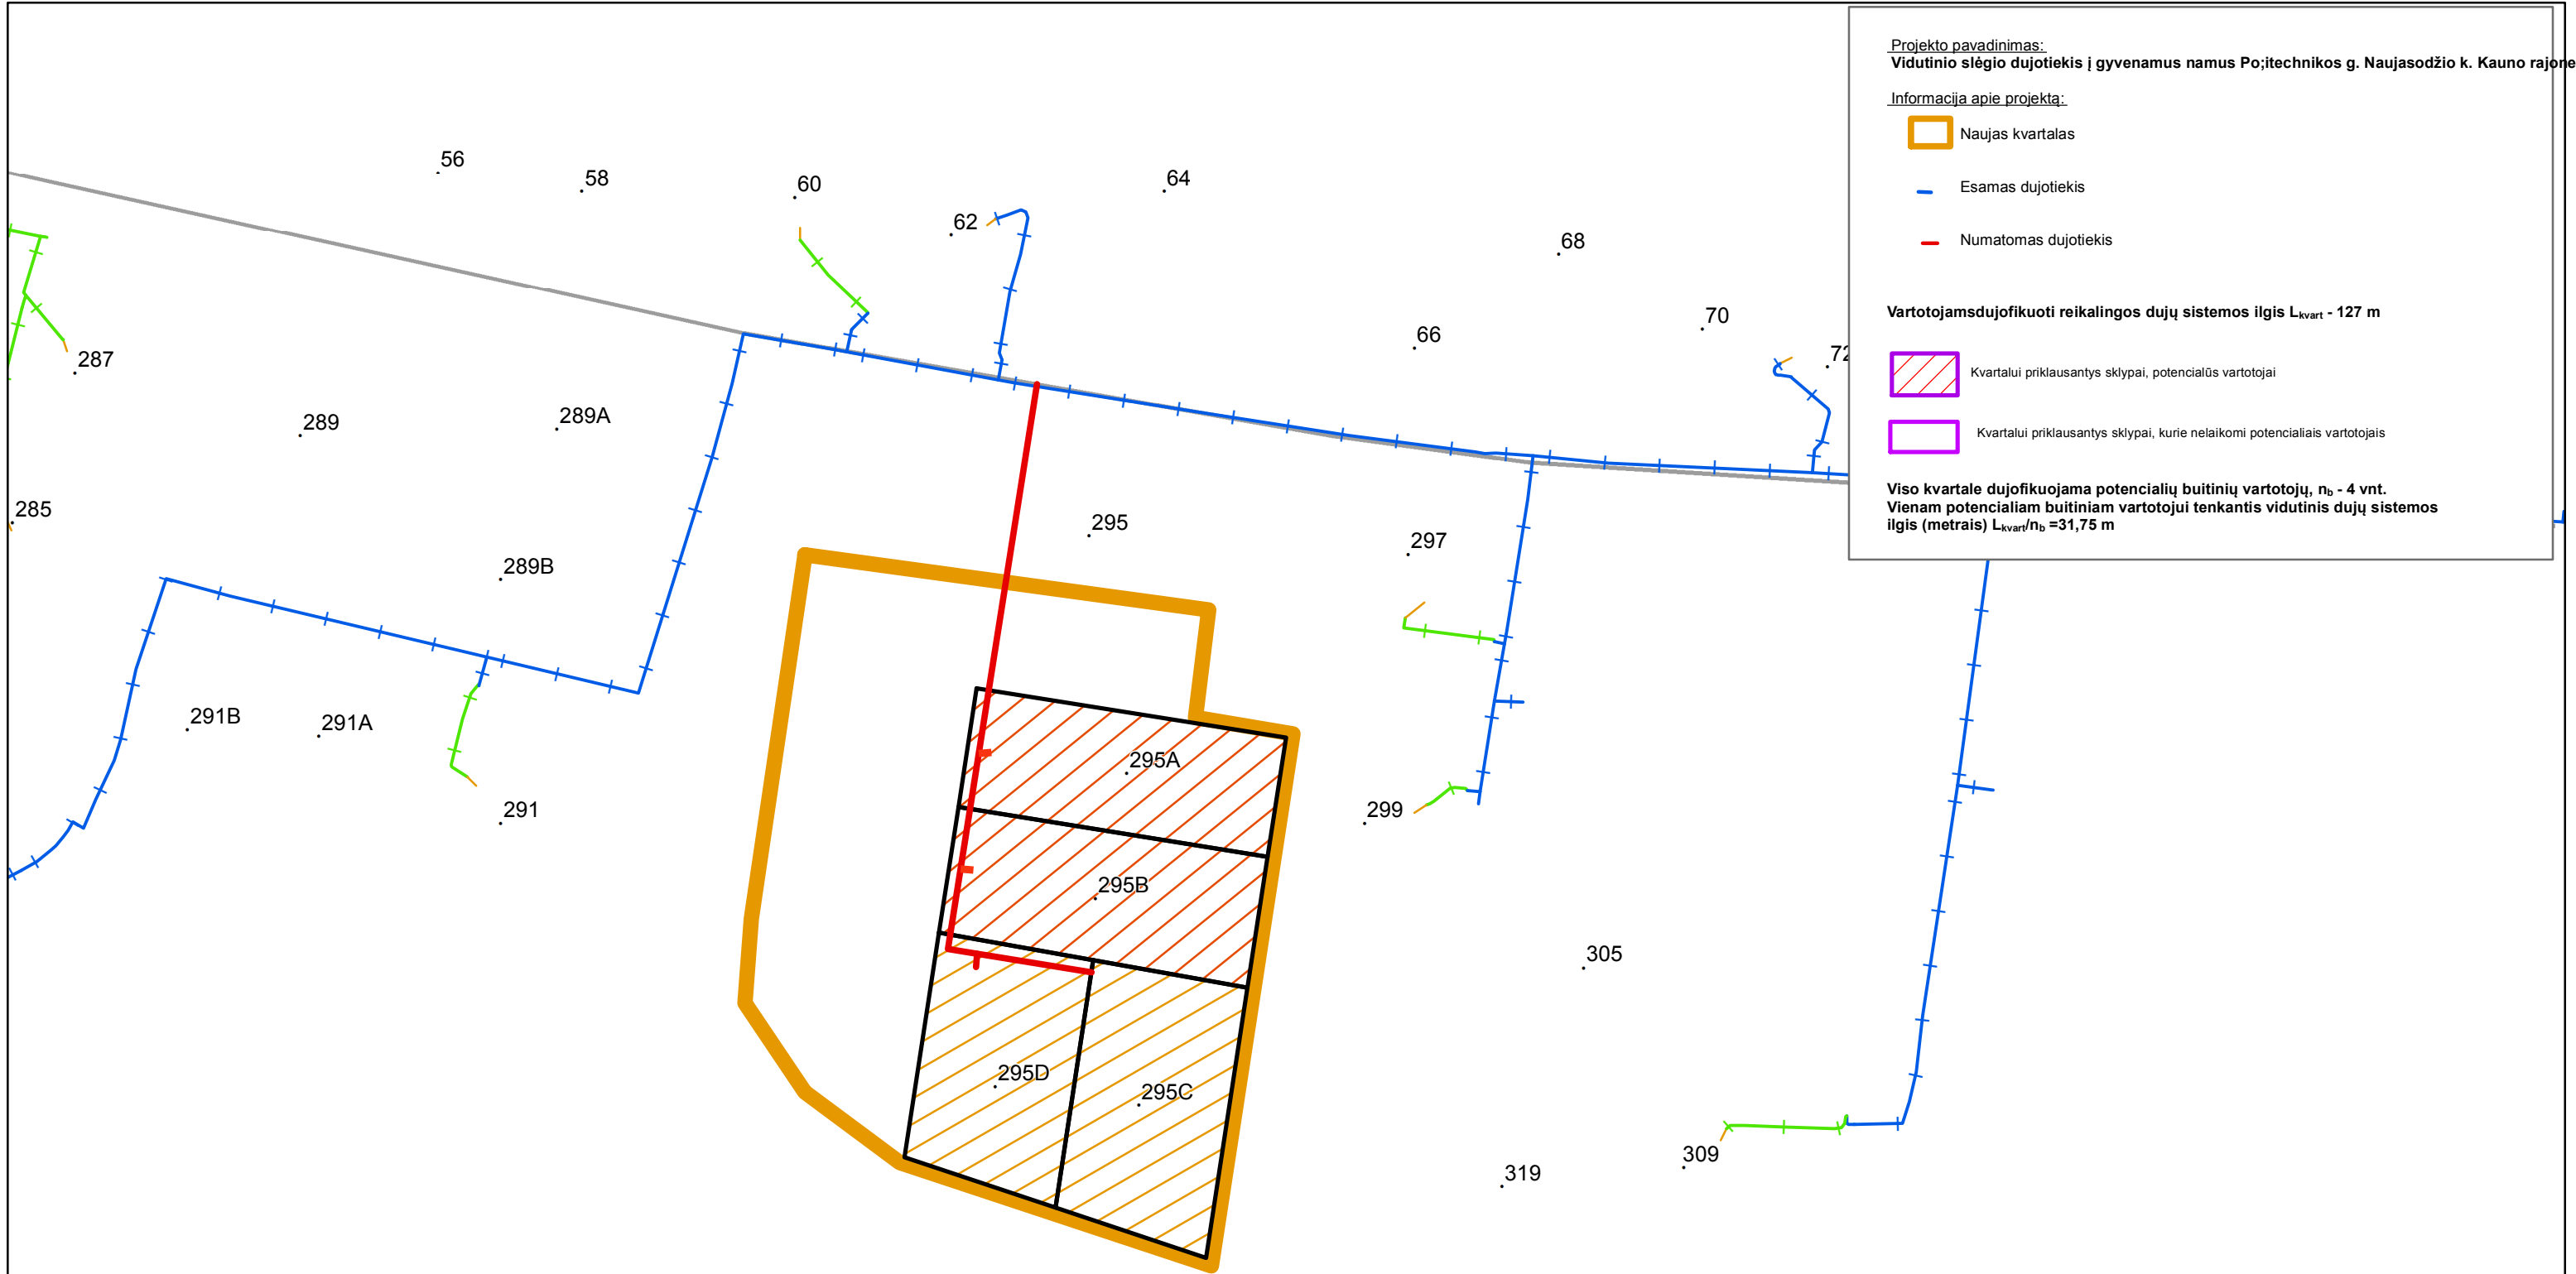 Projekto pavadinimas:
Vidutinio slėgio dujotiekis į gyvenamus namus Po;itechnikos g. Naujasodžio k. Kauno rajone
Informacija apie projektą:
Naujas kvartalas
Esamas dujotiekis
Numatomas dujotiekis
Vartotojamsdujofikuoti reikalingos dujų sistemos ilgis Lkvart - 127 m
Kvartalui priklausantys sklypai, potencialūs vartotojai
Kvartalui priklausantys sklypai, kurie nelaikomi potencialiais vartotojais
Viso kvartale dujofikuojama potencialių buitinių vartotojų, nb - 4 vnt.
Vienam potencialiam buitiniam vartotojui tenkantis vidutinis dujų sistemos
ilgis (metrais) Lkvart/nb =31,75 m
56
58
60
64
62
68
70
66
72
287
289
289A
285
295
297
289B
291B
291A
295A
291
299
295B
305
295D
295C
309
319